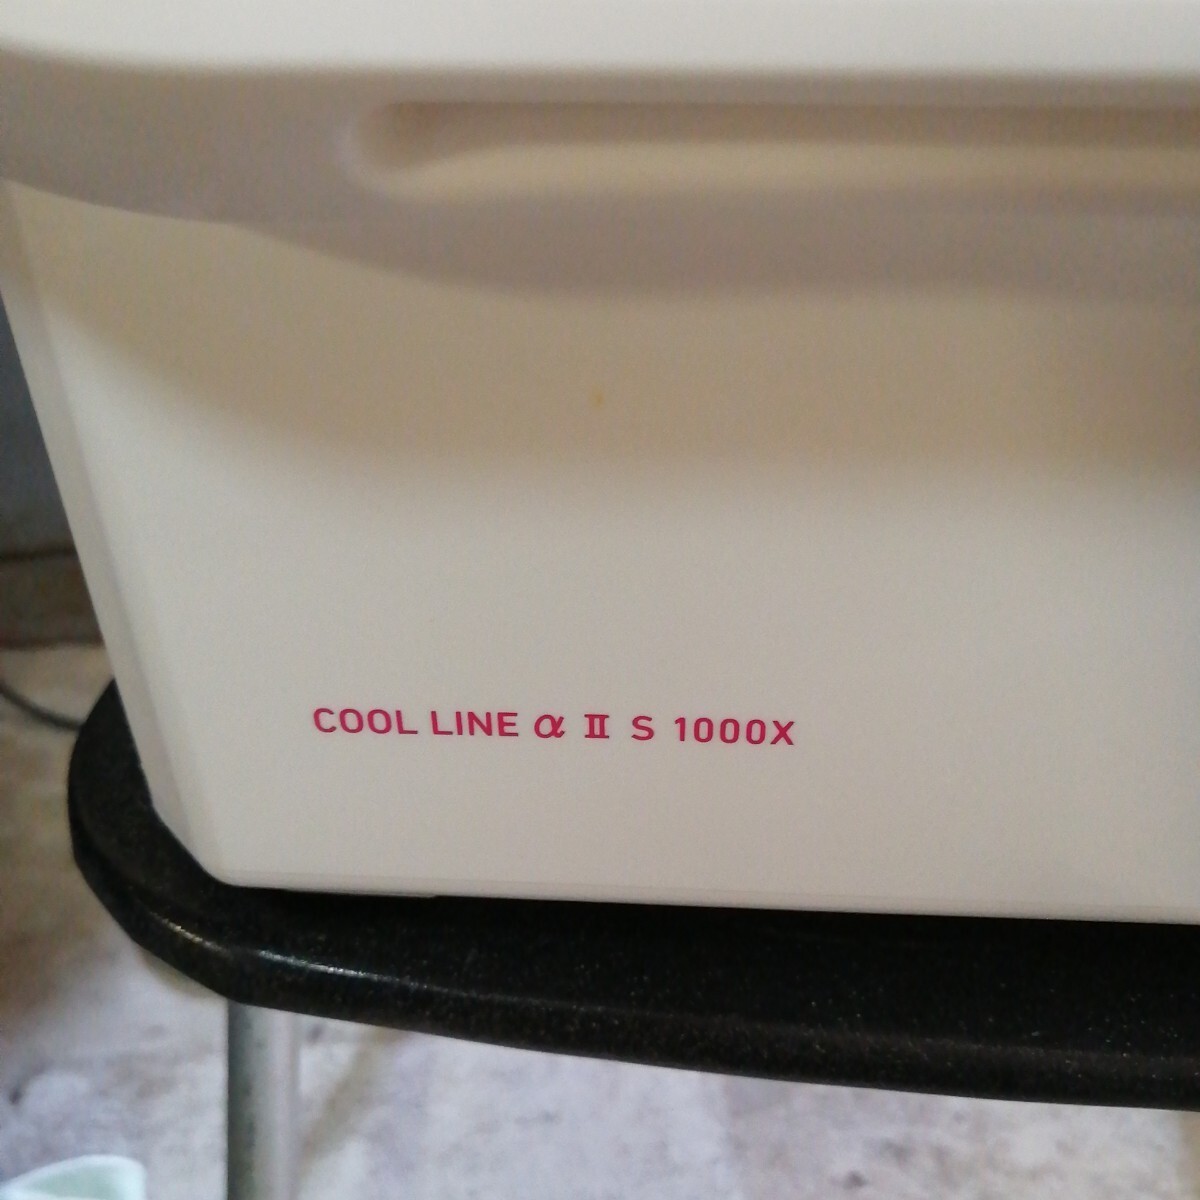 COOL LINE α Ⅱ S 1000X